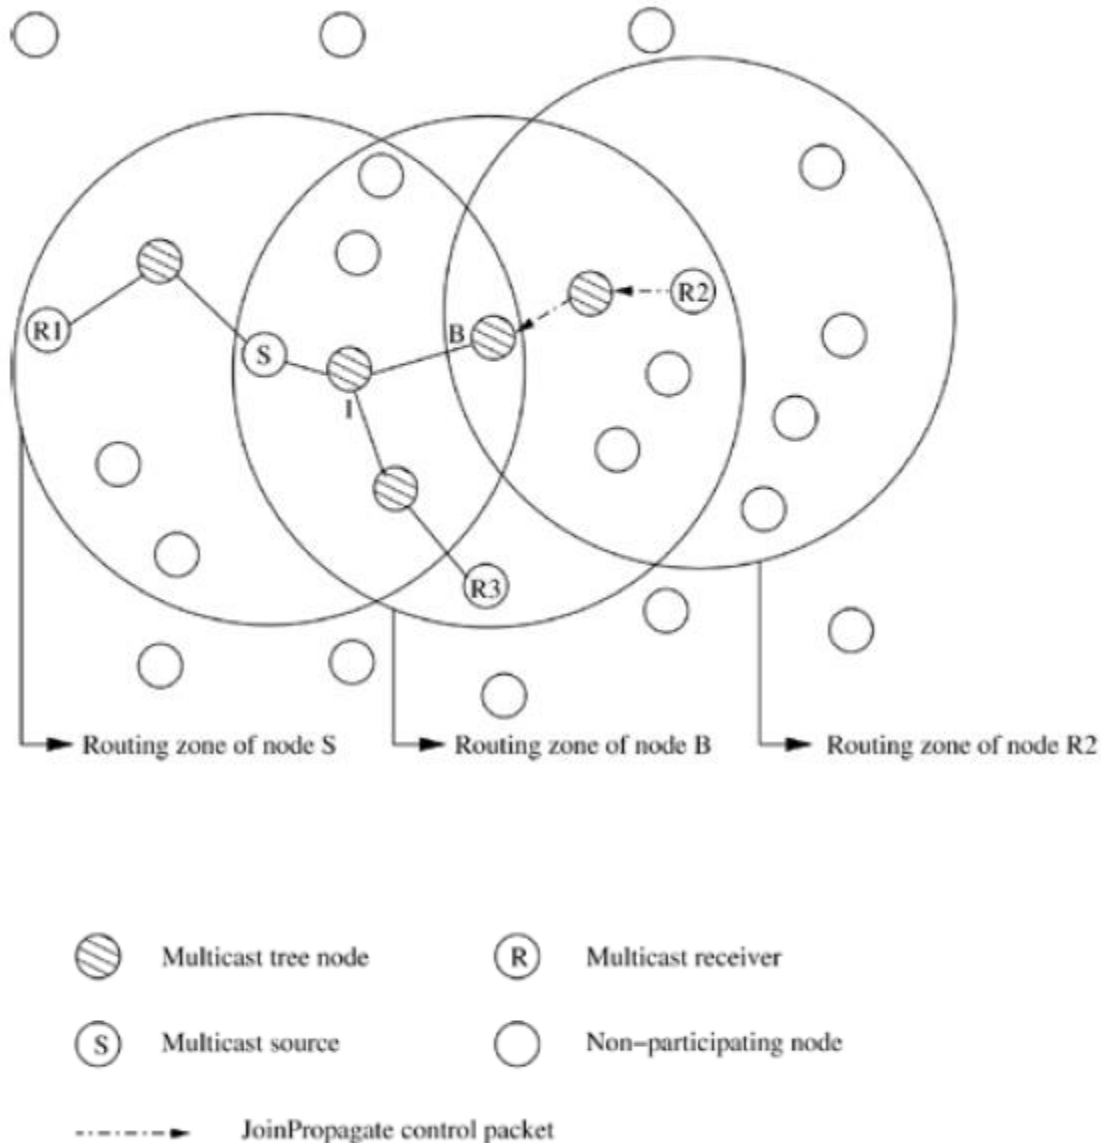 R1
S
I
B
R2
R3
Routing zone of node S
Routing zone of node B
Routing zone of node R2
Multicast tree node
R
Multicast receiver
S
Multicast source
Non-participating node
JoinPropagate control packet